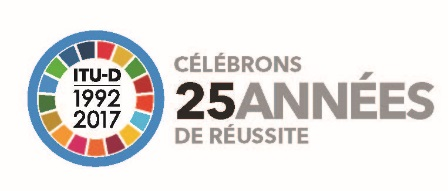 ITU-D
1992
2017
CÉLÉBRONS
25ANNÉES
DE RÉUSSITE